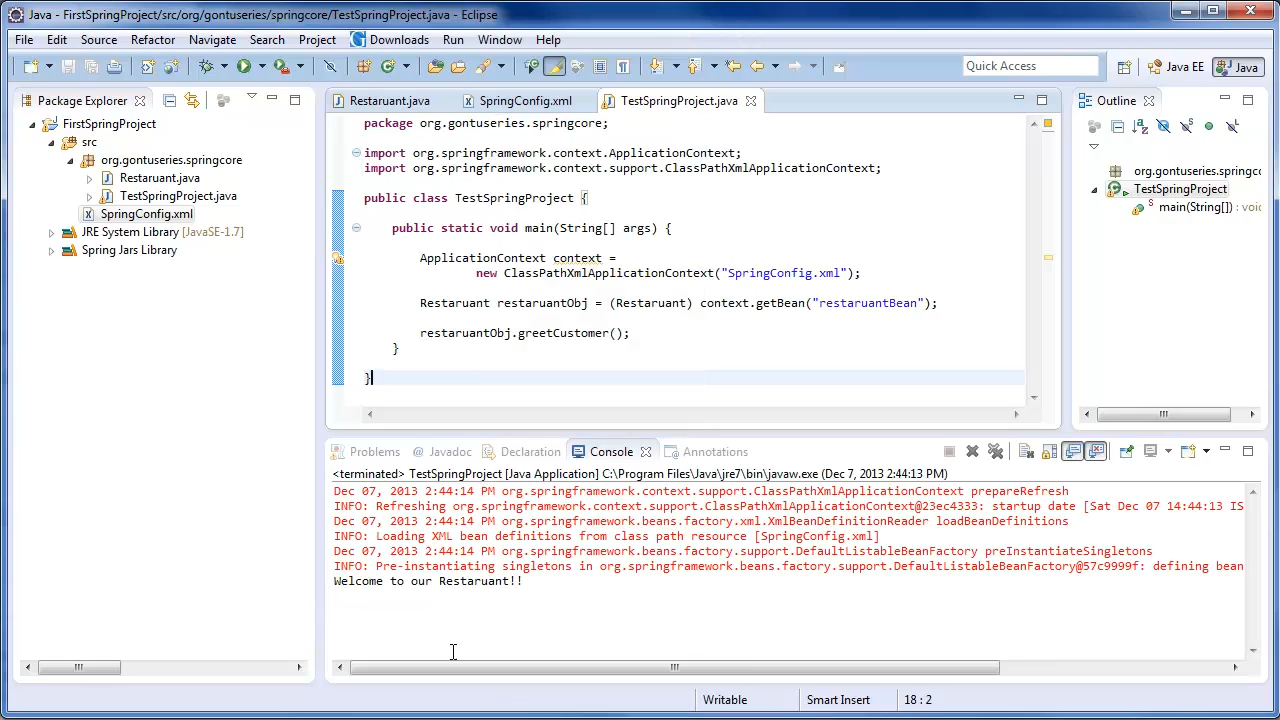 Java - FirstSpringProject/src/org/gontuseries/springcore/TestSpringProject.java - Eclipse
File Edit Source Refactor Navigate Search Project Downloads Run Window Help
Quick Access Java EE Java
Package Explorer
FirstSpringProject
src
org.gontuseries.springcore
Restaruant.java
TestSpringProject.java
SpringConfig.xml
JRE System Library [JavaSE-1.7]
Spring Jars Library
Restaruant.java SpringConfig.xml TestSpringProject.java
package org.gontuseries.springcore;
import org.springframework.context.ApplicationContext;
import org.springframework.context.support.ClassPathXmlApplicationContext;
public class TestSpringProject {
public static void main(String[] args) {
ApplicationContext context =
new ClassPathXmlApplicationContext("SpringConfig.xml");
Restaruant restaruantObj = (Restaruant) context.getBean("restaruantBean");
restaruantObj.greetCustomer();
}
}
Outline
org.gontuseries.springcc
TestSpringProject
main(String[]) : voic
Problems Javadoc Declaration Console Annotations
<terminated> TestSpringProject [Java Application] C:\Program Files\Java\jre7\bin\javaw.exe (Dec 7, 2013 2:44:13 PM)
Dec 07, 2013 2:44:14 PM org.springframework.context.support.ClassPathXmlApplicationContext prepareRefresh
INFO: Refreshing org.springframework.context.support.ClassPathXmlApplicationContext@23ec4333: startup date [Sat Dec 07 14:44:13 IS
Dec 07, 2013 2:44:14 PM org.springframework.beans.factory.xml.XmlBeanDefinitionReader loadBeanDefinitions
INFO: Loading XML bean definitions from class path resource [SpringConfig.xml]
Dec 07, 2013 2:44:14 PM org.springframework.beans.factory.support.DefaultListableBeanFactory preInstantiateSingletons
INFO: Pre-instantiating singletons in org.springframework.beans.factory.support.DefaultListableBeanFactory@57c9999f: defining bean
Welcome to our Restaruant!!
Writable Smart Insert 18 : 2